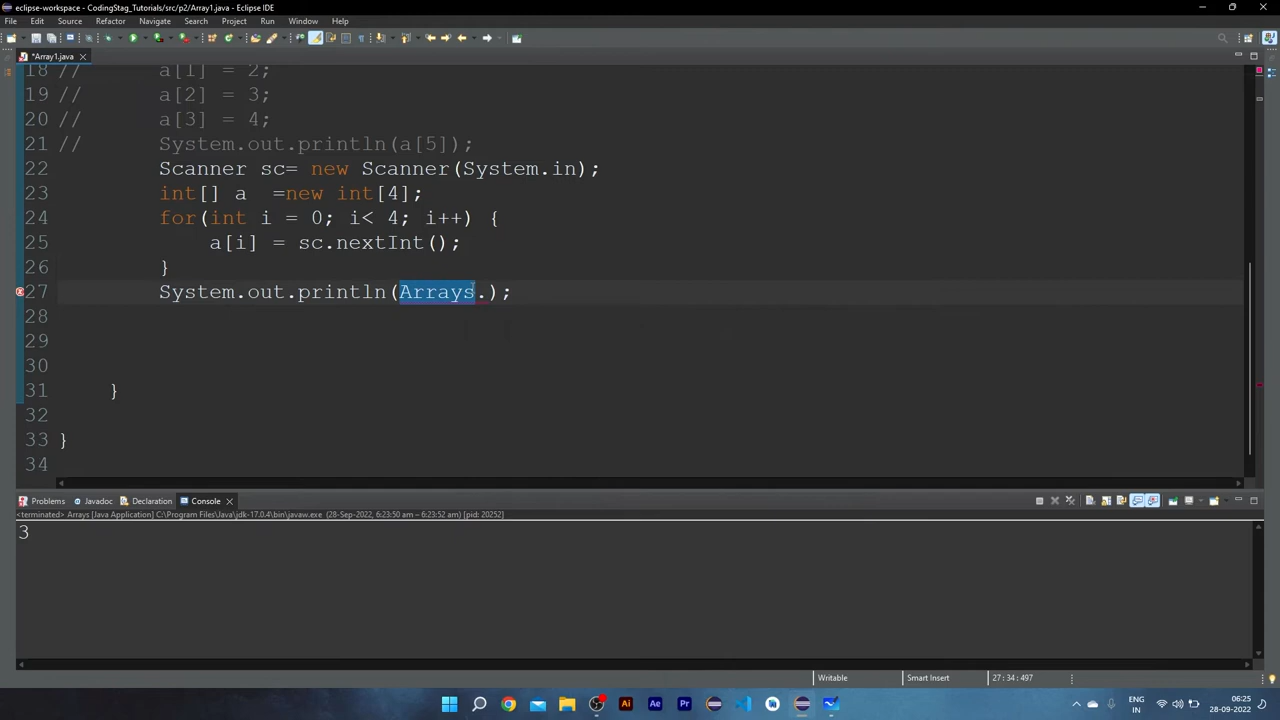 eclipse-workspace - CodingStag_Tutorials/src/p2/Array1.java - Eclipse IDE
File Edit Source Refactor Navigate Search Project Run Window Help
*Array1.java
18 // a[1] = 2;
19 // a[2] = 3;
20 // a[3] = 4;
21 // System.out.println(a[5]);
22 Scanner sc= new Scanner(System.in);
23 int[] a =new int[4];
24 for(int i = 0; i< 4; i++) {
25 a[i] = sc.nextInt();
26 }
27 System.out.println(Arrays.);
28
29
30
31 }
32
33 }
34
Problems Javadoc Declaration Console
<terminated> Arrays [Java Application] C:\Program Files\Java\jdk-17.0.4\bin\javaw.exe (28-Sep-2022, 6:23:50 am – 6:23:52 am) [pid: 20252]
3
Writable Smart Insert 27 : 34 : 497
Ai Ae Pr ENG 06:25
IN 28-09-2022